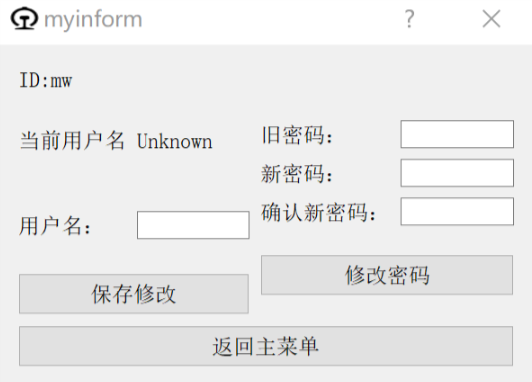 myinform
ID:mw
当前用户名 Unknown
用户名：
保存修改
旧密码：
新密码：
确认新密码：
修改密码
返回主菜单